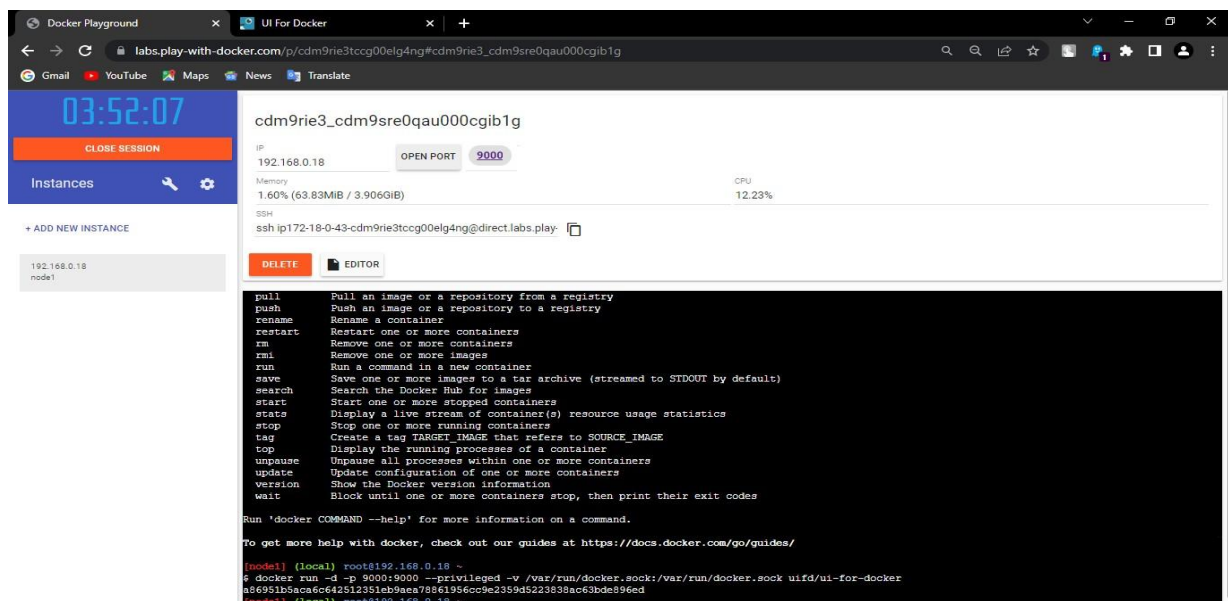 Docker Playground
UI For Docker
labs.play-with-docker.com/p/cdm9rie3tccg00elg4ng#cdm9rie3_cdm9sre0qau000cgib1g
Gmail YouTube Maps News Translate
03:52:07
CLOSE SESSION
Instances
+ ADD NEW INSTANCE
192.168.0.18
node1
cdm9rie3_cdm9sre0qau000cgib1g
IP
192.168.0.18
OPEN PORT 9000
Memory
1.60% (63.83MiB / 3.906GiB)
CPU
12.23%
SSH
ssh ip172-18-0-43-cdm9rie3tccg00elg4ng@direct.labs.play-
DELETE EDITOR
pull Pull an image or a repository from a registry
push Push an image or a repository to a registry
rename Rename a container
restart Restart one or more containers
rm Remove one or more containers
rmi Remove one or more images
run Run a command in a new container
save Save one or more images to a tar archive (streamed to STDOUT by default)
search Search the Docker Hub for images
start Start one or more stopped containers
stats Display a live stream of container(s) resource usage statistics
stop Stop one or more running containers
tag Create a tag TARGET_IMAGE that refers to SOURCE_IMAGE
top Display the running processes of a container
unpause Unpause all processes within one or more containers
update Update configuration of one or more containers
version Show the Docker version information
wait Block until one or more containers stop, then print their exit codes
Run 'docker COMMAND --help' for more information on a command.
To get more help with docker, check out our guides at https://docs.docker.com/go/guides/
[node1] (local) root@192.168.0.18 ~
$ docker run -d -p 9000:9000 --privileged -v /var/run/docker.sock:/var/run/docker.sock uifd/ui-for-docker
a86951b5aca6c642512351eb9aea78861956cc9e2359d5223838ac63bde896ed
[node1] (local) root@192.168.0.18 ~